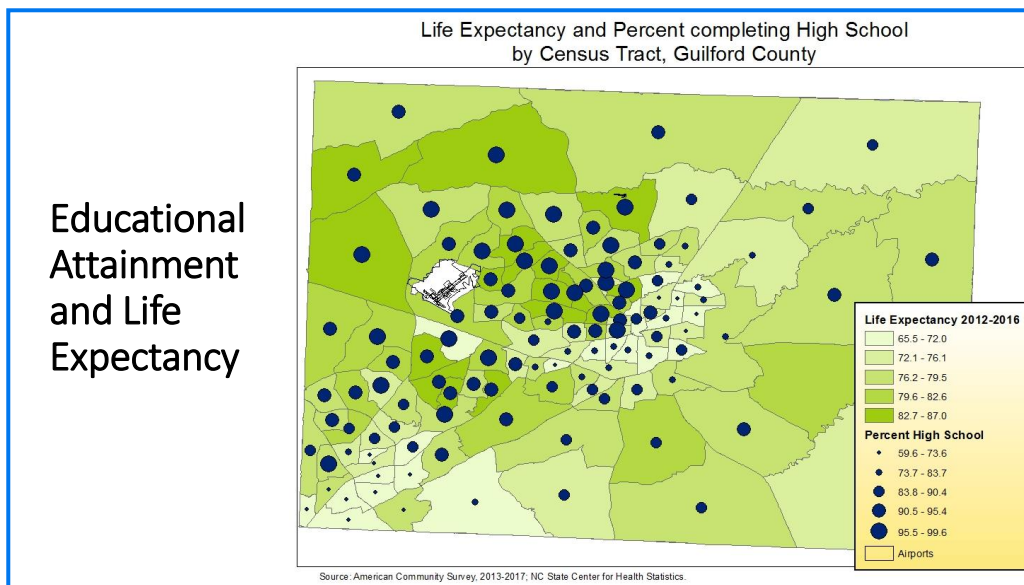 Life Expectancy and Percent completing High School
by Census Tract, Guilford County
Educational
Attainment
and Life
Expectancy
Life Expectancy 2012-2016
65.5 - 72.0
72.1 - 76.1
76.2 - 79.5
79.6 - 82.6
82.7 - 87.0
Percent High School
59.6 - 73.6
73.7 - 83.7
83.8 - 90.4
90.5 - 95.4
95.5 - 99.6
Airports
Source: American Community Survey, 2013-2017; NC State Center for Health Statistics.